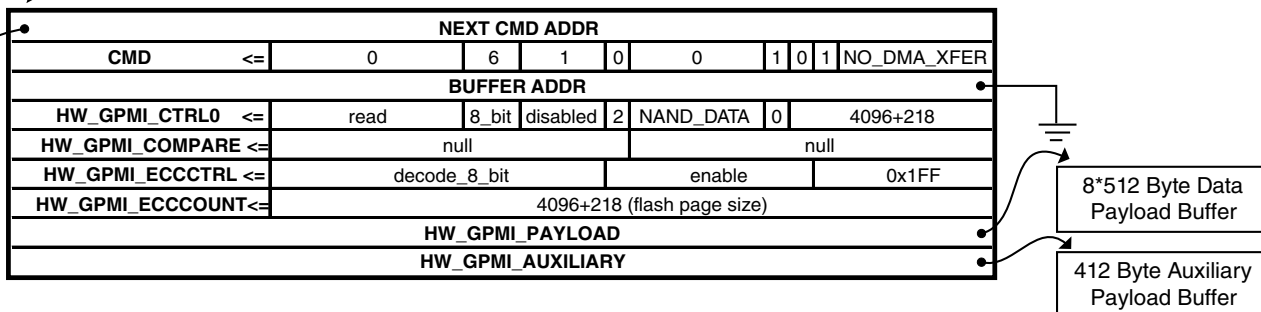 NEXT CMD ADDR
CMD <= 0 6 1 0 0 1 0 1 NO_DMA_XFER
BUFFER ADDR
HW_GPMI_CTRL0 <= read 8_bit disabled 2 NAND_DATA 0 4096+218
HW_GPMI_COMPARE <= null null
HW_GPMI_ECCCTRL <= decode_8_bit enable 0x1FF
HW_GPMI_ECCCOUNT<= 4096+218 (flash page size)
HW_GPMI_PAYLOAD
HW_GPMI_AUXILIARY
8*512 Byte Data
Payload Buffer
412 Byte Auxiliary
Payload Buffer